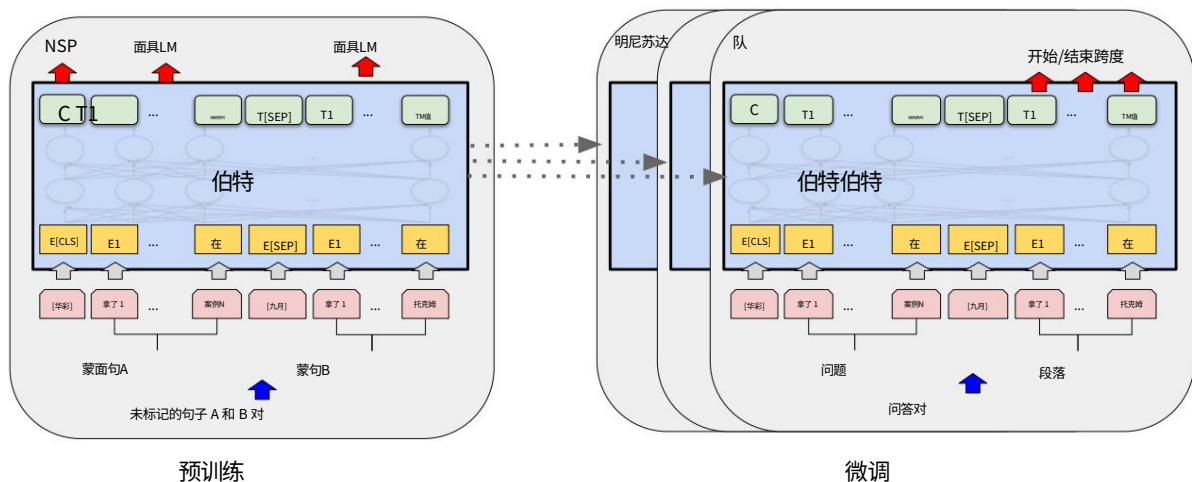 NSP 面具LM 面具LM
C T1 ... T[SEP] T1 ... TM值
伯特
E[CLS] E1 ... 在 E[SEP] E1 ... 在
[华彩] 拿了 1 ... 案例N [九月] 拿了 1 ... 托克姆
蒙面句A 蒙句B
未标记的句子 A 和 B 对
预训练
明尼苏达 队 开始/结束跨度
C T1 ... T[SEP] T1 ... TM值
伯特伯特
E[CLS] E1 ... 在 E[SEP] E1 ... 在
[华彩] 拿了 1 ... 案例N [九月] 拿了 1 ... 托克姆
问题 段落
问答对
微调